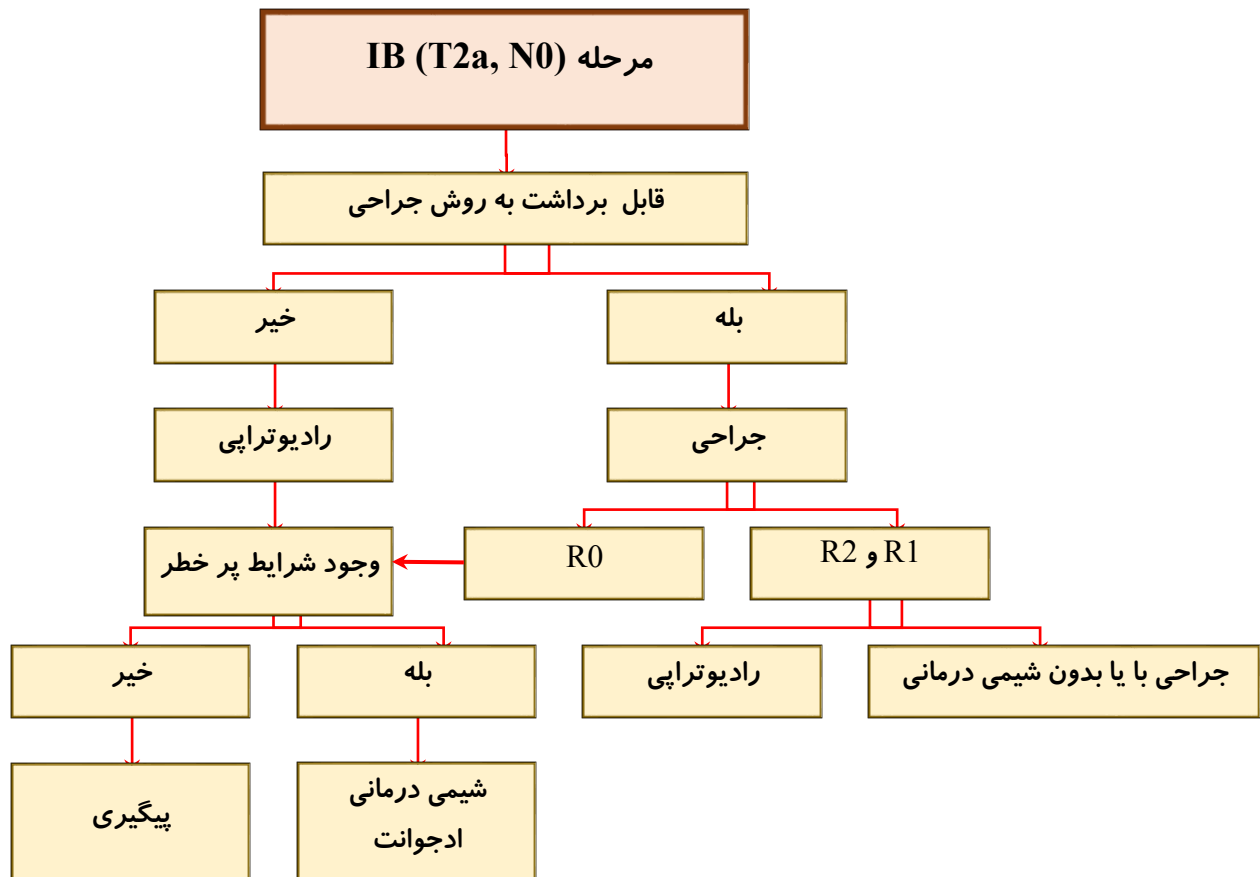 مرحله IB (T2a, N0)
قابل برداشت به روش جراحی
بله
خیر
جراحی
رادیوتراپی
R1 و R2
R0
وجود شرایط پر خطر
جراحی با یا بدون شیمی درمانی
رادیوتراپی
بله
خیر
شیمی درمانی
ادجوانت
پیگیری